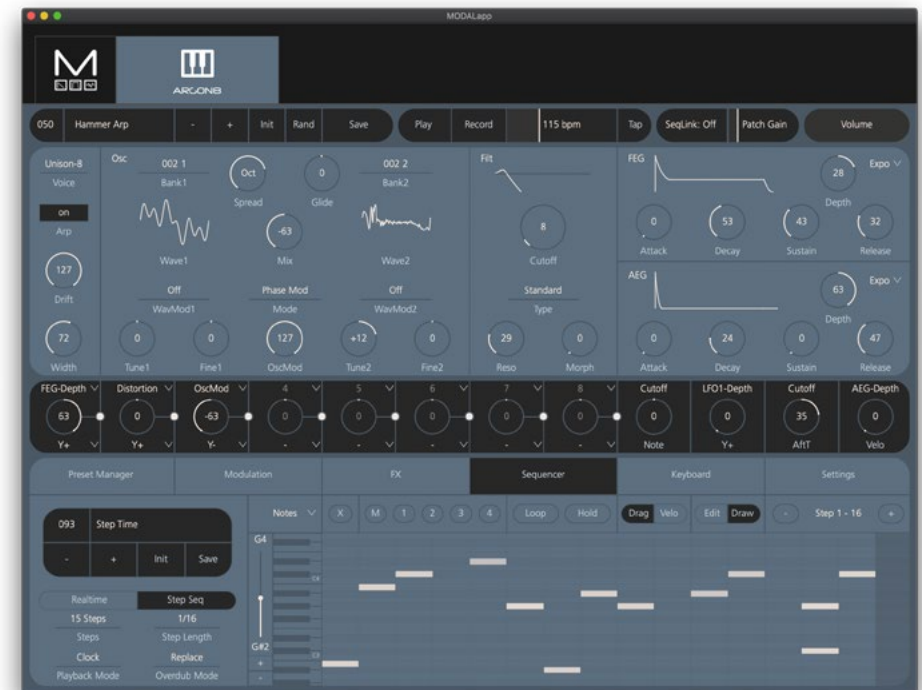 MODALapp
ARGON8
050 Hammer Arp - + Init Rand Save Play Record 115 bpm Tap SeqLink: Off Patch Gain Volume
Unison-8
Voice
on
Arp
127
Drift
72
Width
Osc
002 1
Bank1
Oct
Spread
0
Glide
002 2
Bank2
Wave1
-63
Mix
Wave2
Off
WavMod1
Phase Mod
Mode
Off
WavMod2
0
Tune1
0
Fine1
127
OscMod
+12
Tune2
0
Fine2
Filt
8
Cutoff
Standard
Type
29
Reso
0
Morph
FEG
28
Depth
Expo
0
Attack
53
Decay
43
Sustain
32
Release
AEG
63
Depth
Expo
0
Attack
24
Decay
0
Sustain
47
Release
FEG-Depth Distortion OscMod 4 5 6 7 8 Cutoff LFO1-Depth Cutoff AEG-Depth
63 0 -63 0 0 0 0 0 0 0 35 0
Y+ Y+ Y- - - - - - Note Y+ AftT Velo
Preset Manager Modulation FX Sequencer Keyboard Settings
093 Step Time
- + Init Save
Realtime Step Seq
15 Steps 1/16
Steps Step Length
Clock Replace
Playback Mode Overdub Mode
Notes X M 1 2 3 4 Loop Hold Drag Velo Edit Draw - Step 1 - 16 +
G4
C4
G#2
C3
+
-